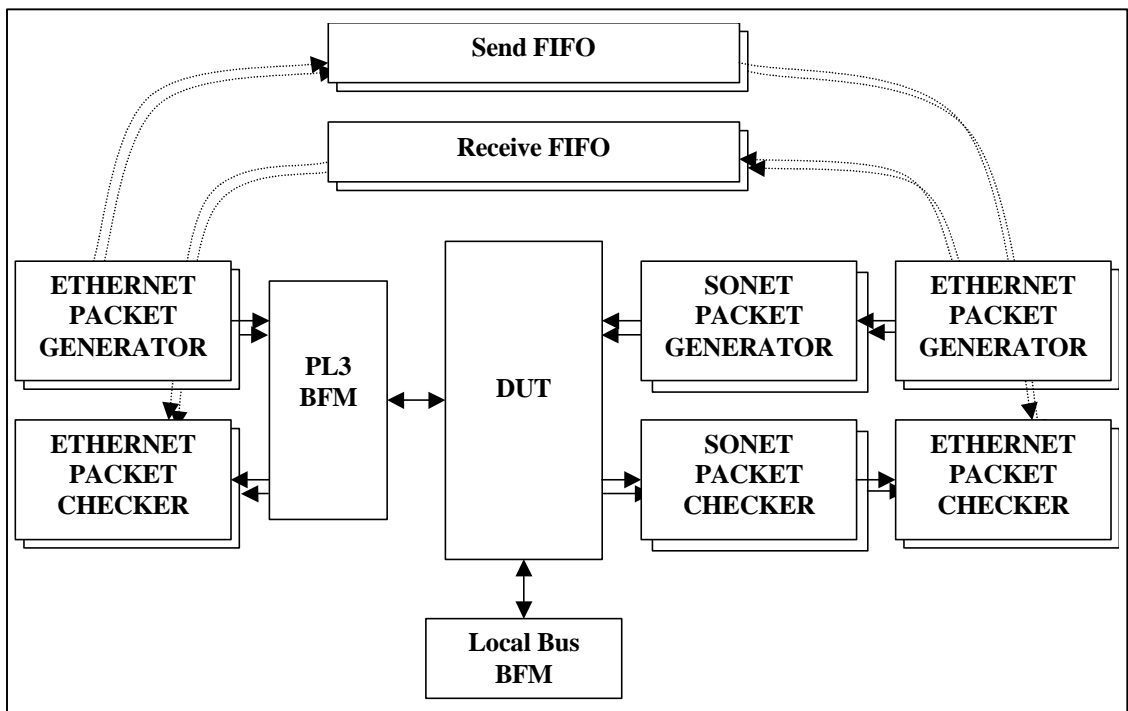 Send FIFO
Receive FIFO
ETHERNET
PACKET
GENERATOR
PL3
BFM
DUT
SONET
PACKET
GENERATOR
ETHERNET
PACKET
GENERATOR
ETHERNET
PACKET
CHECKER
SONET
PACKET
CHECKER
ETHERNET
PACKET
CHECKER
Local Bus
BFM